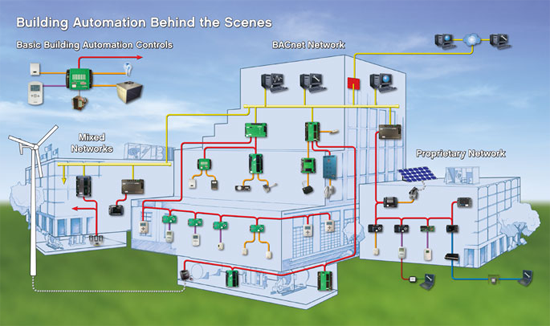 Building Automation Behind the Scenes
Basic Building Automation Controls
BACnet Network
Mixed
Networks
Proprietary Network